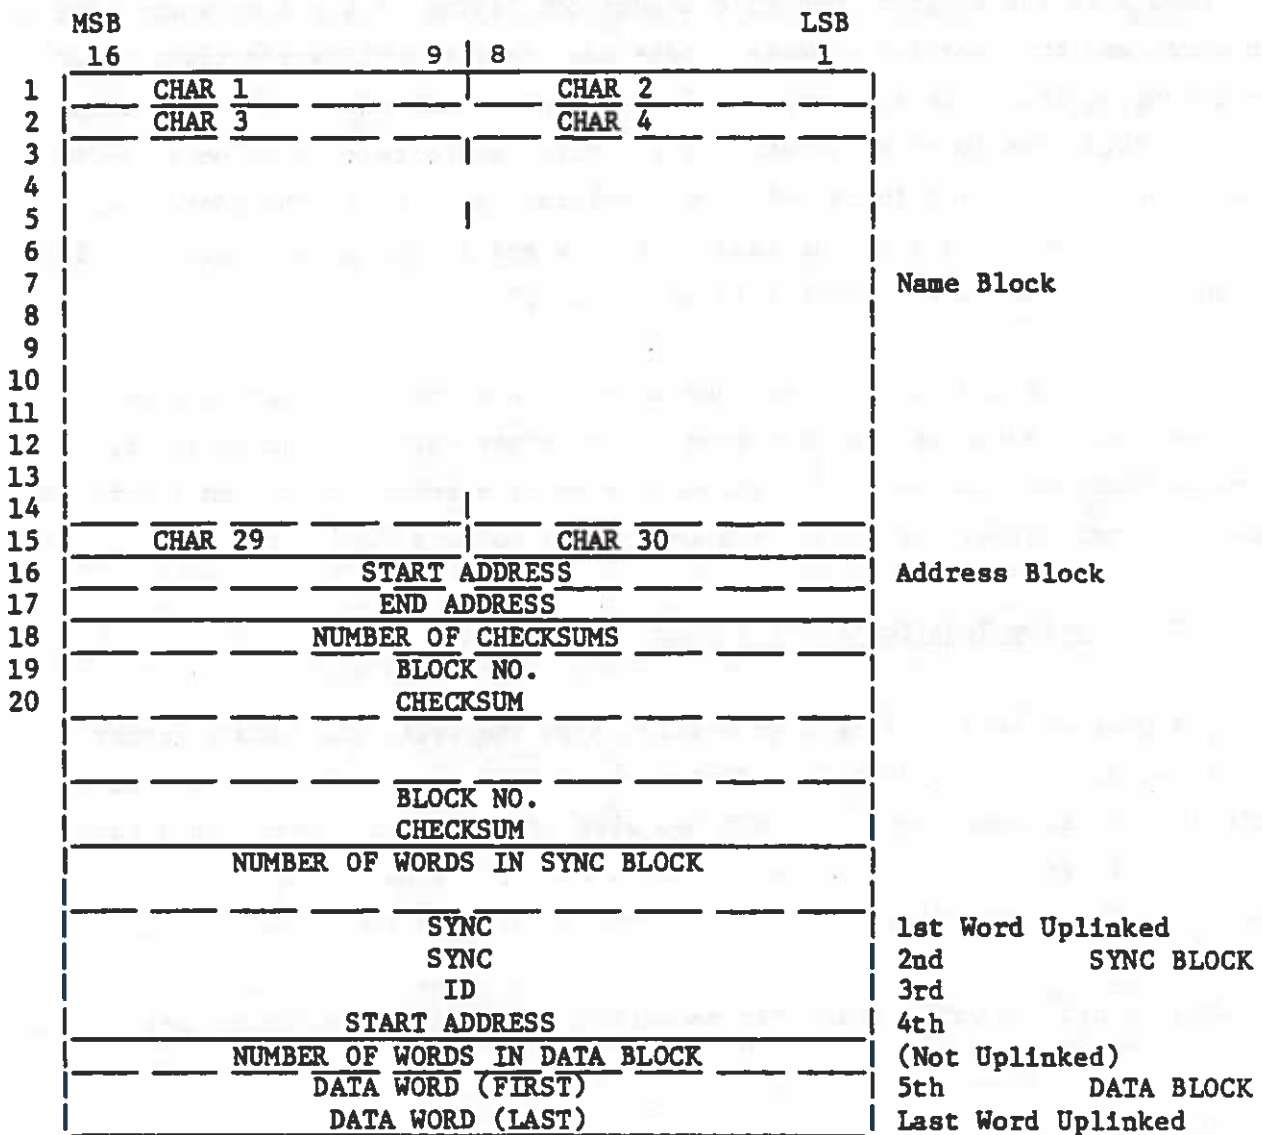 MSB LSB
16 9 8 1
1 CHAR 1 CHAR 2
2 CHAR 3 CHAR 4
3
4
5
6
7 Name Block
8
9
10
11
12
13
14
15 CHAR 29 CHAR 30
16 START ADDRESS Address Block
17 END ADDRESS
18 NUMBER OF CHECKSUMS
19 BLOCK NO.
20 CHECKSUM
BLOCK NO.
CHECKSUM
NUMBER OF WORDS IN SYNC BLOCK
SYNC 1st Word Uplinked
SYNC 2nd SYNC BLOCK
ID 3rd
START ADDRESS 4th
NUMBER OF WORDS IN DATA BLOCK (Not Uplinked)
DATA WORD (FIRST) 5th DATA BLOCK
DATA WORD (LAST) Last Word Uplinked